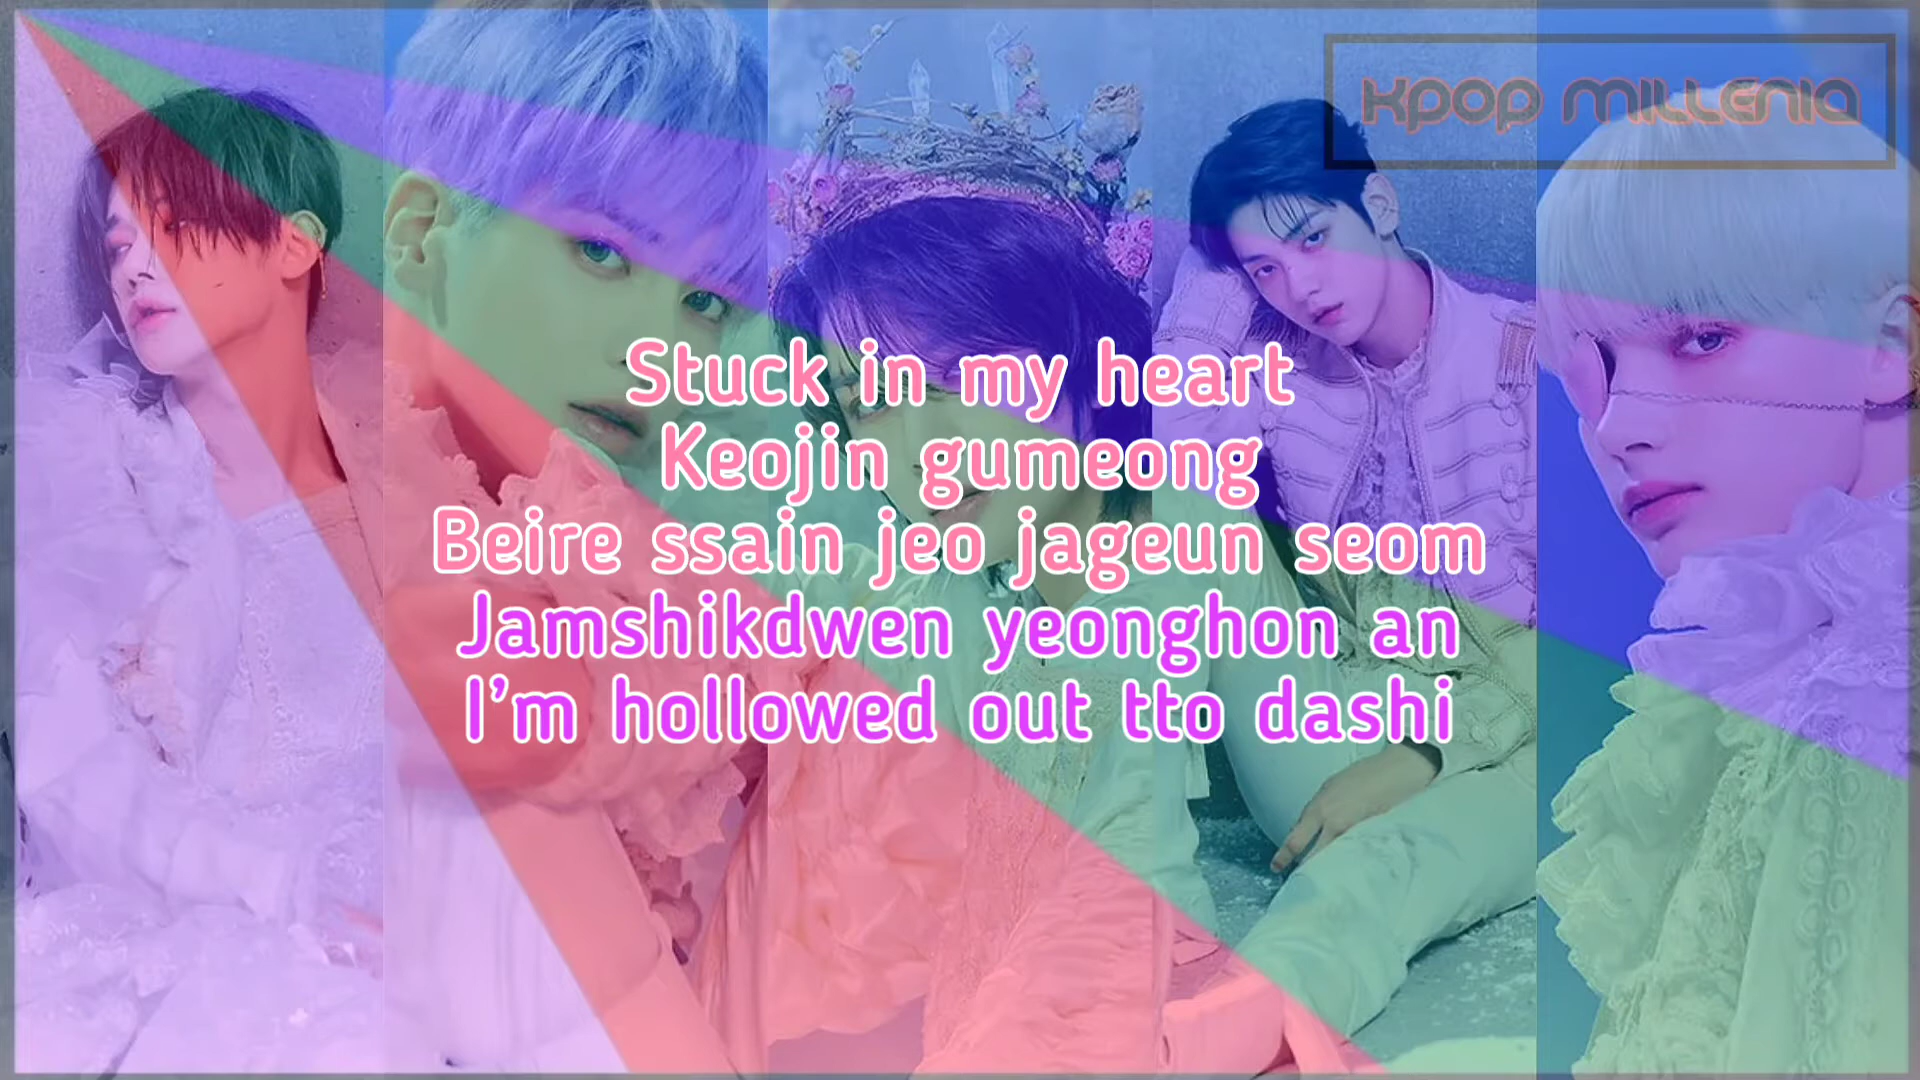 KPOP MILLENIA
Stuck in my heart
Keojin gumeong
Beire ssain jeo jageun seom
Jamshikdwen yeonghon an
I'm hollowed out tto dashi